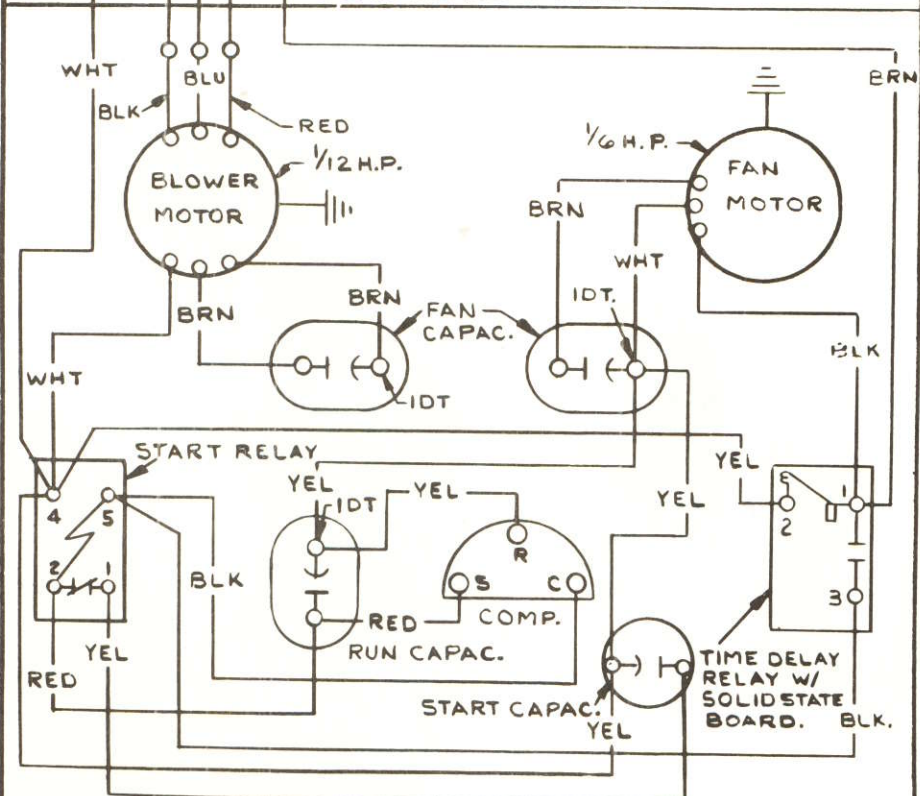 WHT
BLU
BRN
BLK
RED
1/12 H.P.
1/6 H.P.
BLOWER
MOTOR
FAN
MOTOR
BRN
WHT
BRN
BRN
FAN
CAPAC.
IDT.
BLK
WHT
IDT
START RELAY
YEL
YEL
YEL
YEL
IDT
4
5
2
1
BLK
R
S
C
COMP.
RED
RUN CAPAC.
2
1
3
YEL
RED
START CAPAC.
YEL
TIME DELAY
RELAY W/
SOLID STATE
BOARD.
BLK.